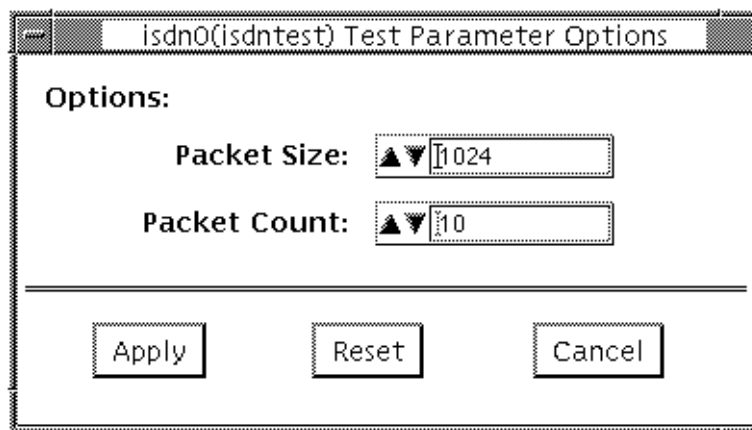 isdn0(isdntest) Test Parameter Options
Options:
Packet Size: 1024
Packet Count: 10
Apply Reset Cancel